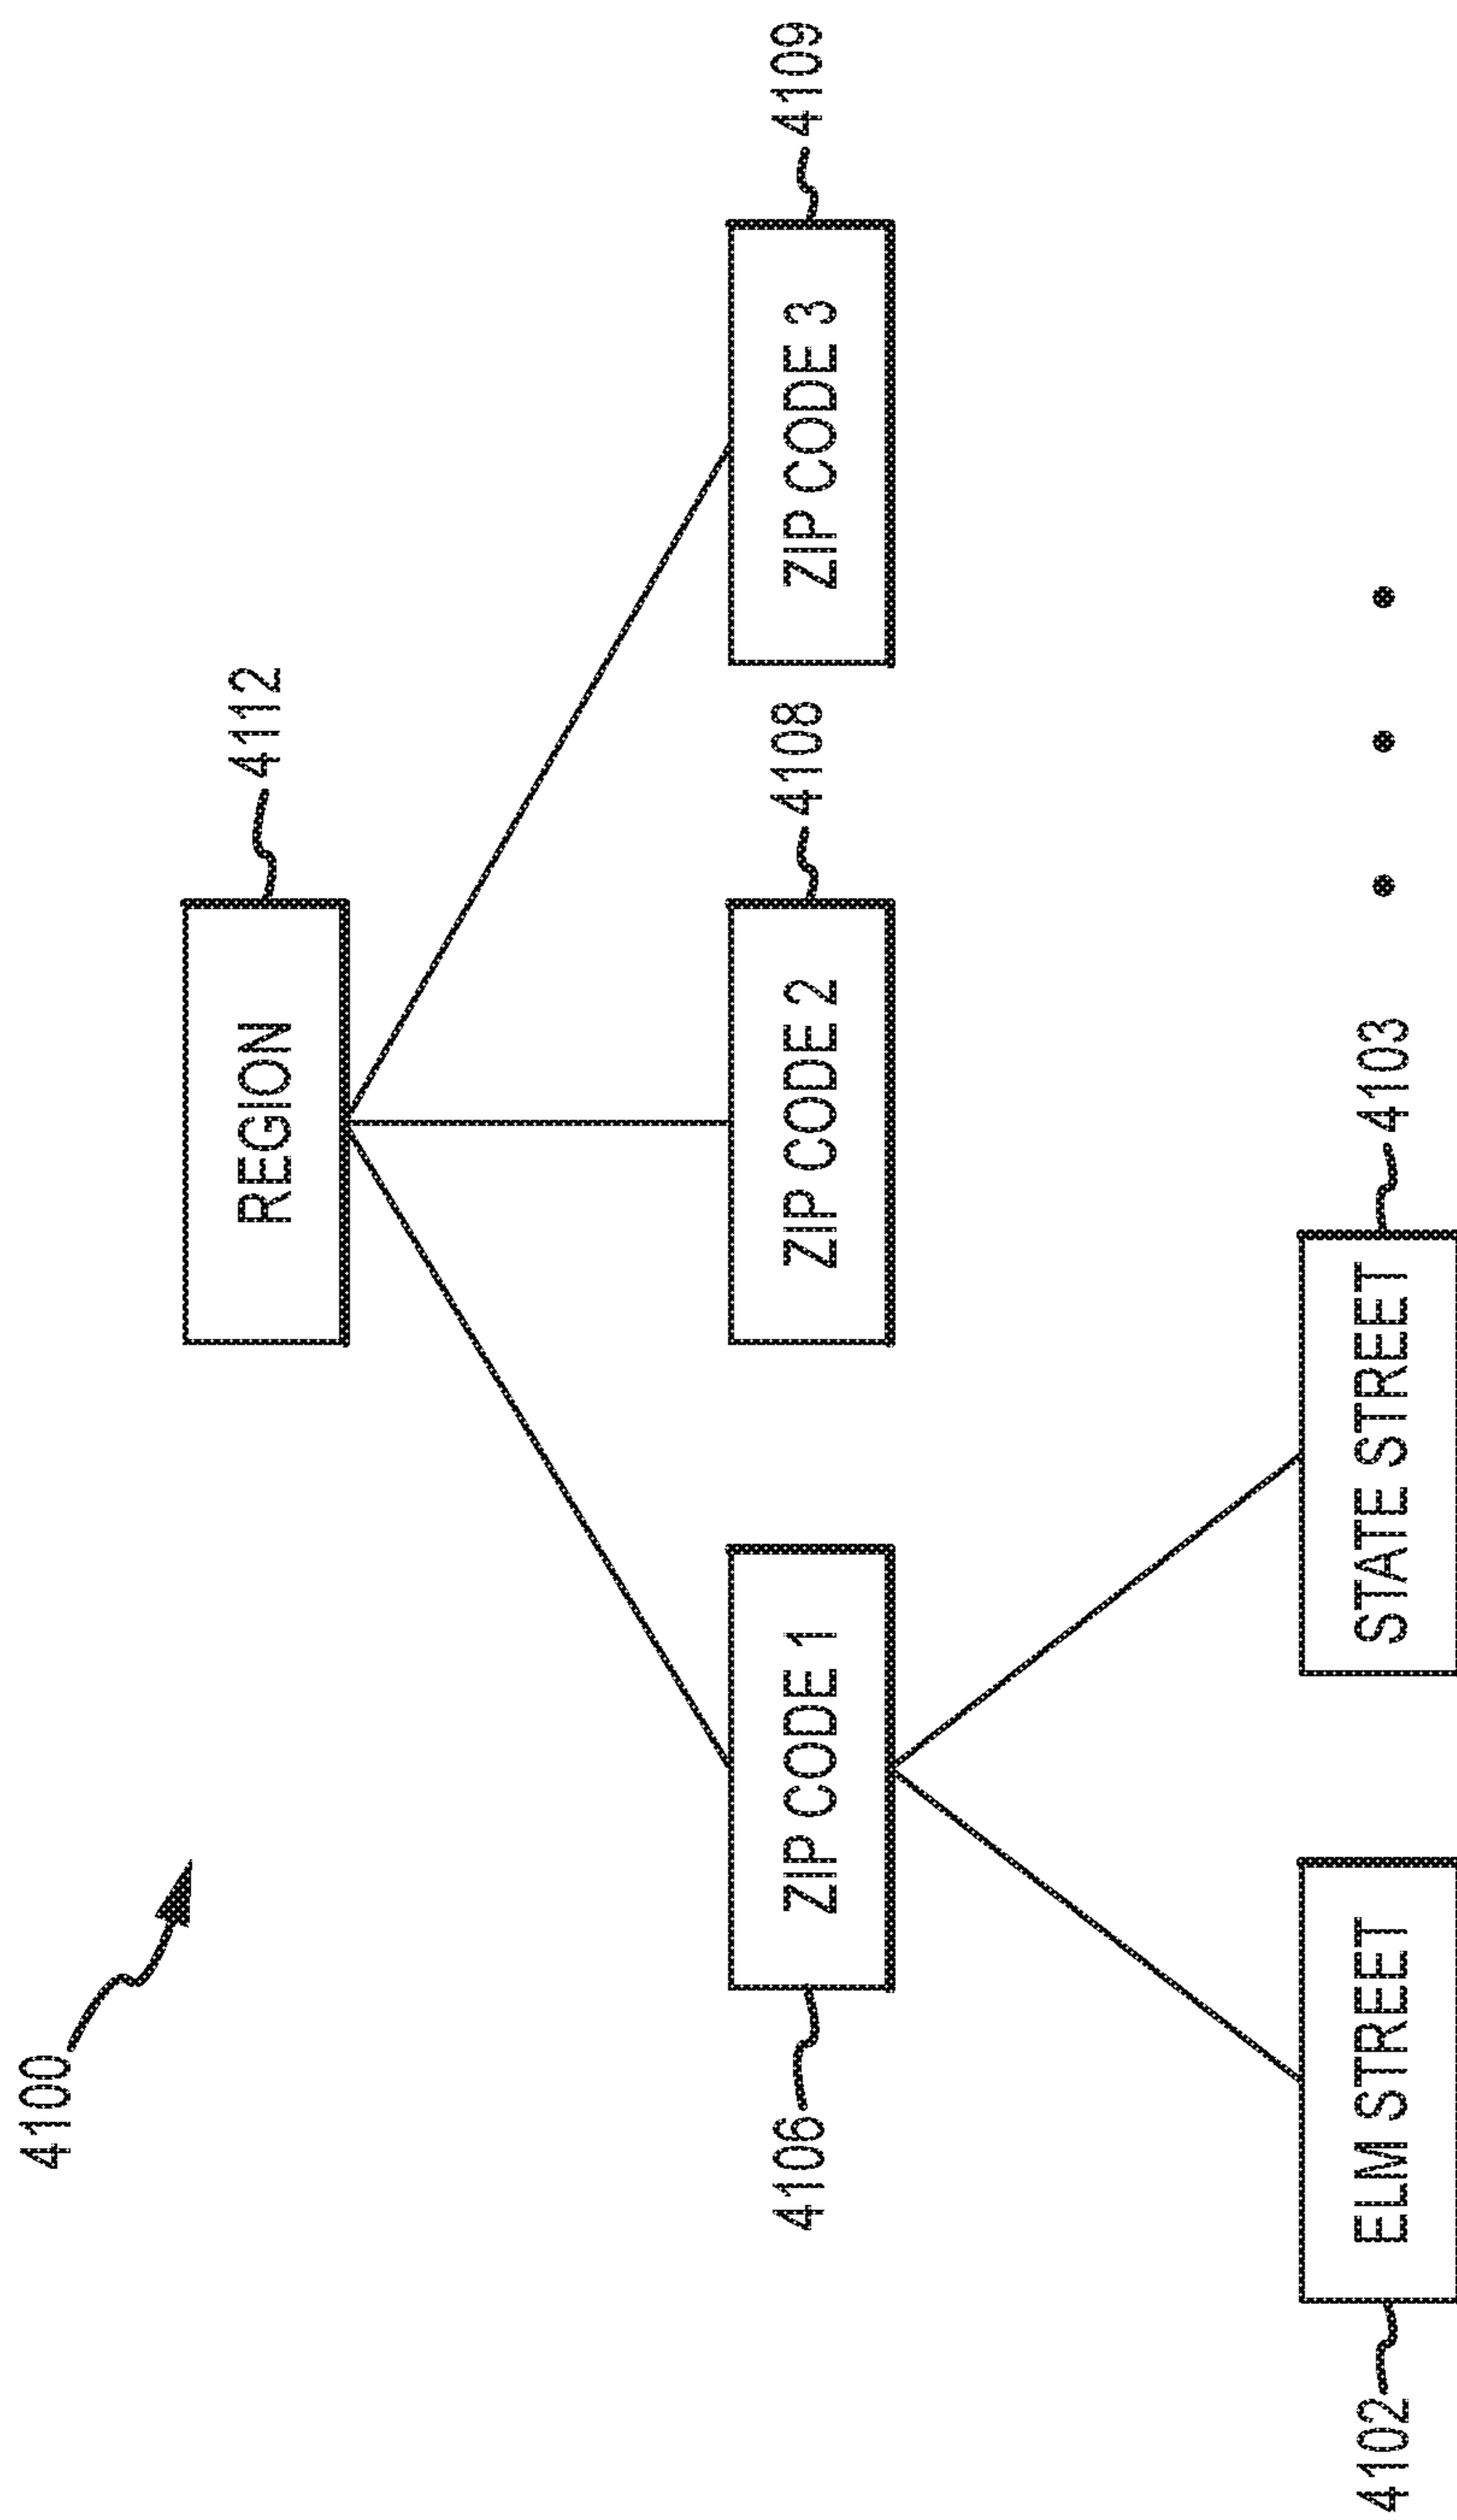 4100
REGION
4112
4106
ZIP CODE 1
ZIP CODE 2
4108
ZIP CODE 3
4109
4102
ELM STREET
STATE STREET
4103